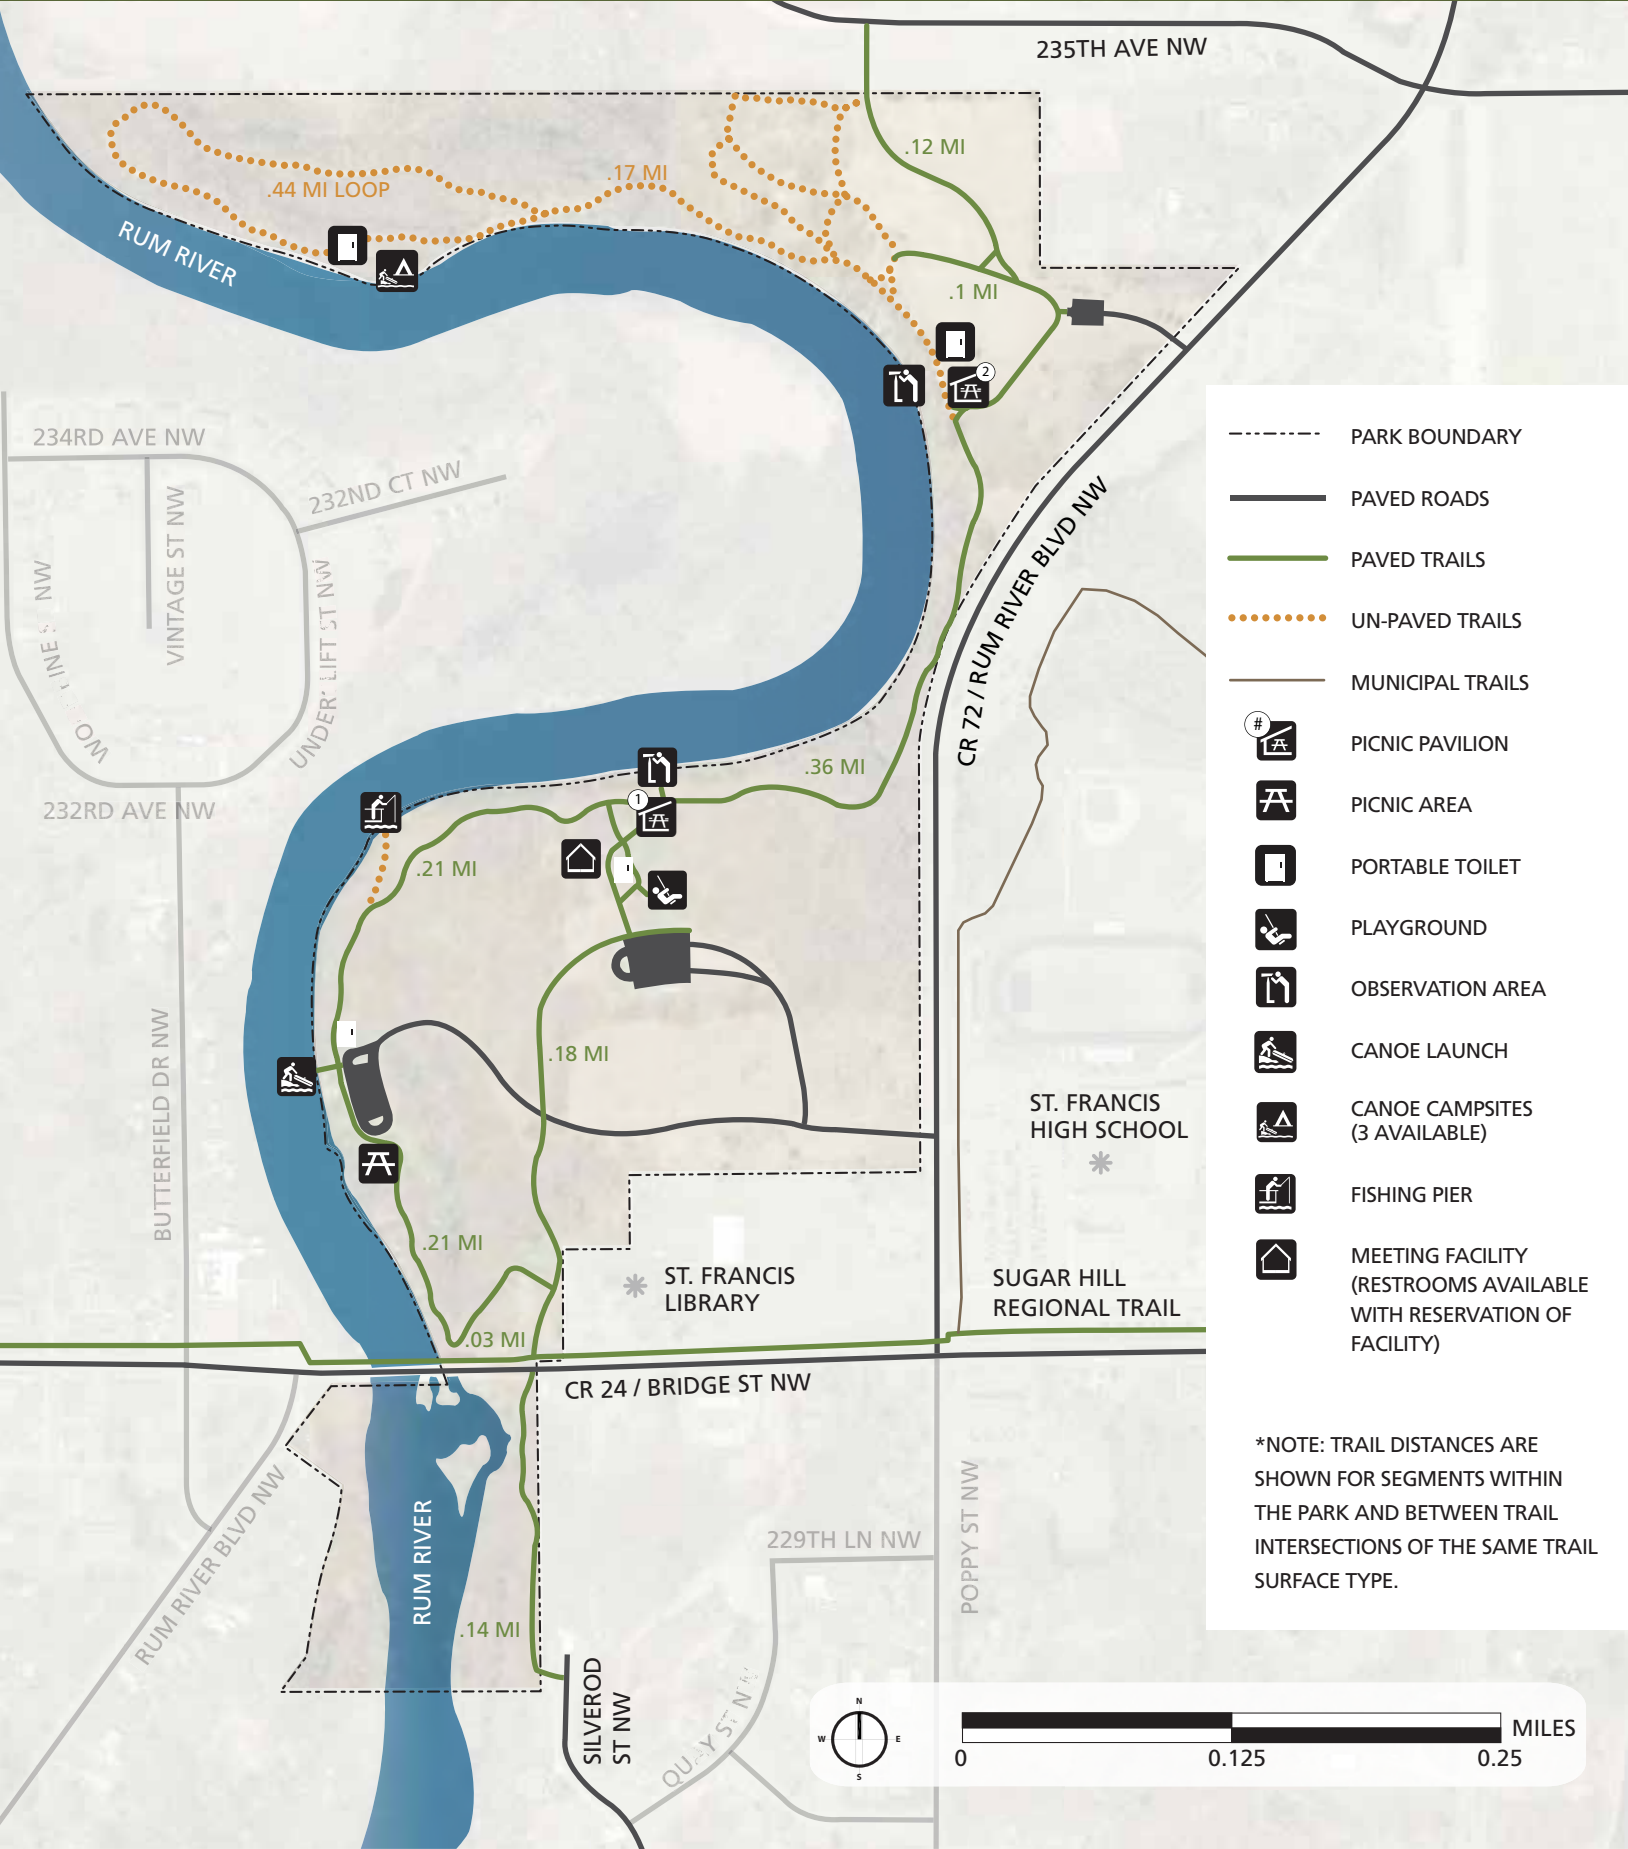 235TH AVE NW
.12 MI
.17 MI
.44 MI LOOP
RUM RIVER
.1 MI
2
234RD AVE NW
232ND CT NW
VINTAGE ST NW
NW
LIFT ST NW
232RD AVE NW
CR 72 / RUM RIVER BLVD NW
.36 MI
1
.21 MI
.18 MI
BUTTERFIELD DR NW
ST. FRANCIS
HIGH SCHOOL
.21 MI
ST. FRANCIS
LIBRARY
SUGAR HILL
REGIONAL TRAIL
.03 MI
CR 24 / BRIDGE ST NW
RUM RIVER BLVD NW
RUM RIVER
229TH LN NW
POPPY ST NW
.14 MI
SILVEROD
ST NW
PARK BOUNDARY
PAVED ROADS
PAVED TRAILS
UN-PAVED TRAILS
MUNICIPAL TRAILS
#
PICNIC PAVILION
PICNIC AREA
PORTABLE TOILET
PLAYGROUND
OBSERVATION AREA
CANOE LAUNCH
CANOE CAMPSITES
(3 AVAILABLE)
FISHING PIER
MEETING FACILITY
(RESTROOMS AVAILABLE
WITH RESERVATION OF
FACILITY)
*NOTE: TRAIL DISTANCES ARE
SHOWN FOR SEGMENTS WITHIN
THE PARK AND BETWEEN TRAIL
INTERSECTIONS OF THE SAME TRAIL
SURFACE TYPE.
N
W
E
S
MILES
0
0.125
0.25